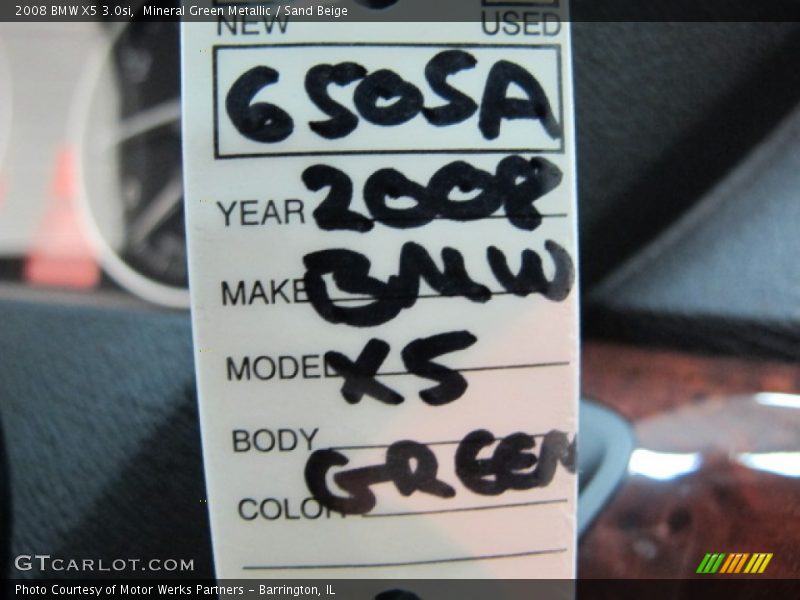 2008 BMW X5 3.0si, Mineral Green Metallic / Sand Beige
NEW USED
6505A
YEAR 2008
MAKE BMW
MODEL X5
BODY
COLOR GREEN
GTCARLOT.COM
Photo Courtesy of Motor Werks Partners - Barrington, IL